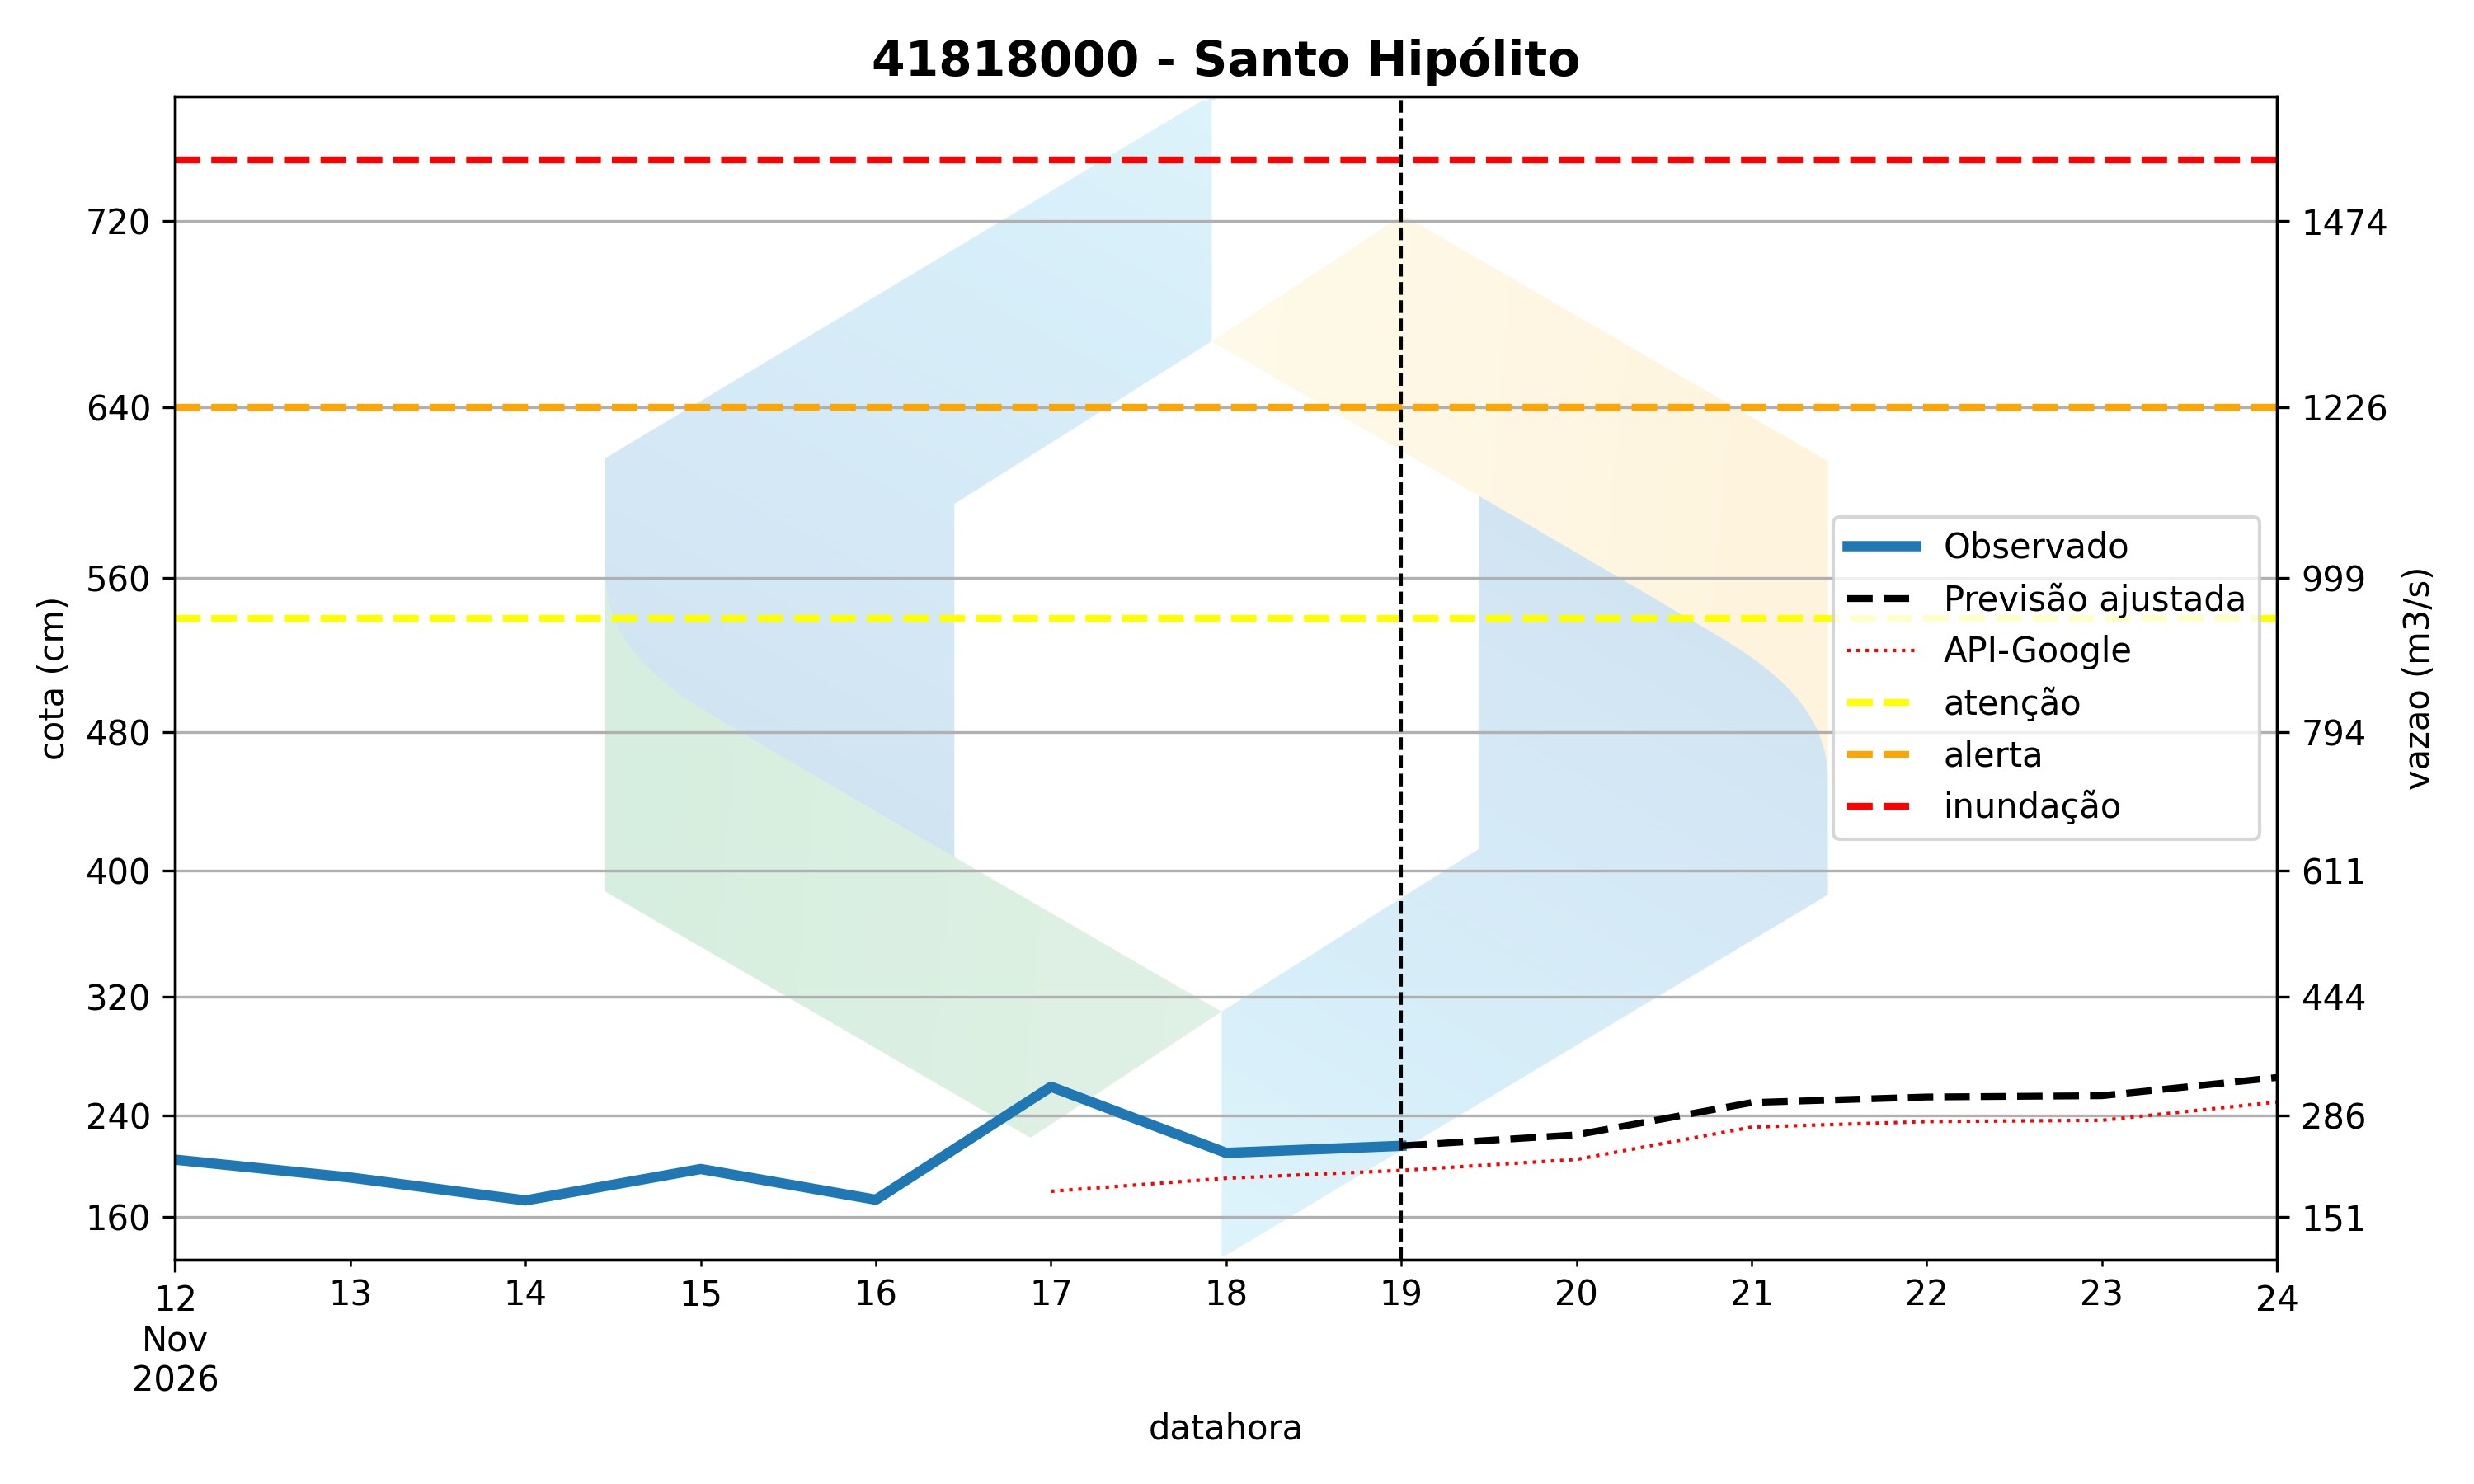 41818000 - Santo Hipólito
720
640
560
480
400
320
240
160
cota (cm)
1474
1226
999
794
611
444
286
151
vazao (m3/s)
Observado
Previsão ajustada
API-Google
atenção
alerta
inundação
12 13 14 15 16 17 18 19 20 21 22 23 24
Nov
2026
datahora